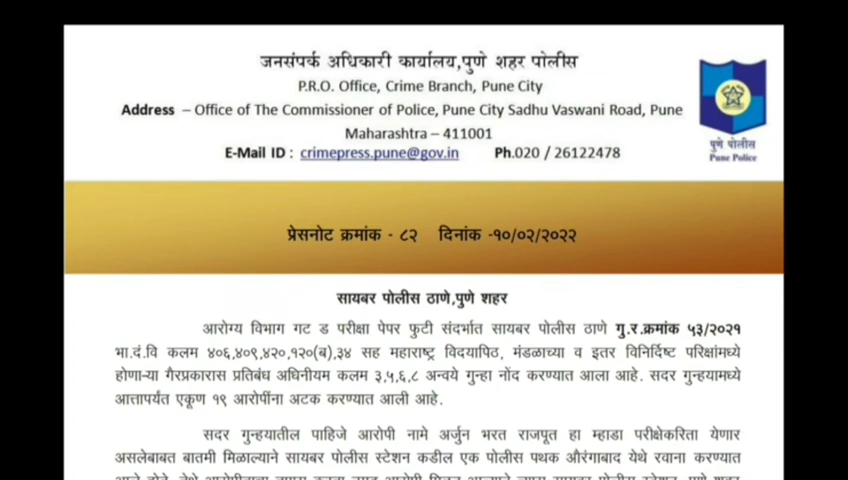 जनसंपर्क अधिकारी कार्यालय,पुणे शहर पोलीस
P.R.O. Office, Crime Branch, Pune City
Address – Office of The Commissioner of Police, Pune City Sadhu Vaswani Road, Pune
Maharashtra – 411001
E-Mail ID : crimepress.pune@gov.in Ph.020 / 26122478
पुणे पोलीस
Pune Police
प्रेसनोट क्रमांक - ८२ दिनांक -१०/०२/२०२२
सायबर पोलीस ठाणे,पुणे शहर
आरोग्य विभाग गट ड परीक्षा पेपर फुटी संदर्भात सायबर पोलीस ठाणे गु.र.क्रमांक ५३/२०२१
भा.दं.वि कलम ४०६,४०९,४२०,१२०(ब),३४ सह महाराष्ट्र विदयापिठ, मंडळाच्या व इतर विनिर्दिष्ट परिक्षांमध्ये
होणा-या गैरप्रकारास प्रतिबंध अधिनीयम कलम ३,५,६,८ अन्वये गुन्हा नोंद करण्यात आला आहे. सदर गुन्हयामध्ये
आत्तापर्यंत एकूण १९ आरोपींना अटक करण्यात आली आहे.
सदर गुन्हयातील पाहिजे आरोपी नामे अर्जुन भरत राजपूत हा म्हाडा परीक्षेकरिता येणार
असलेबाबत बातमी मिळाल्याने सायबर पोलीस स्टेशन कडील एक पोलीस पथक औरंगाबाद येथे रवाना करण्यात